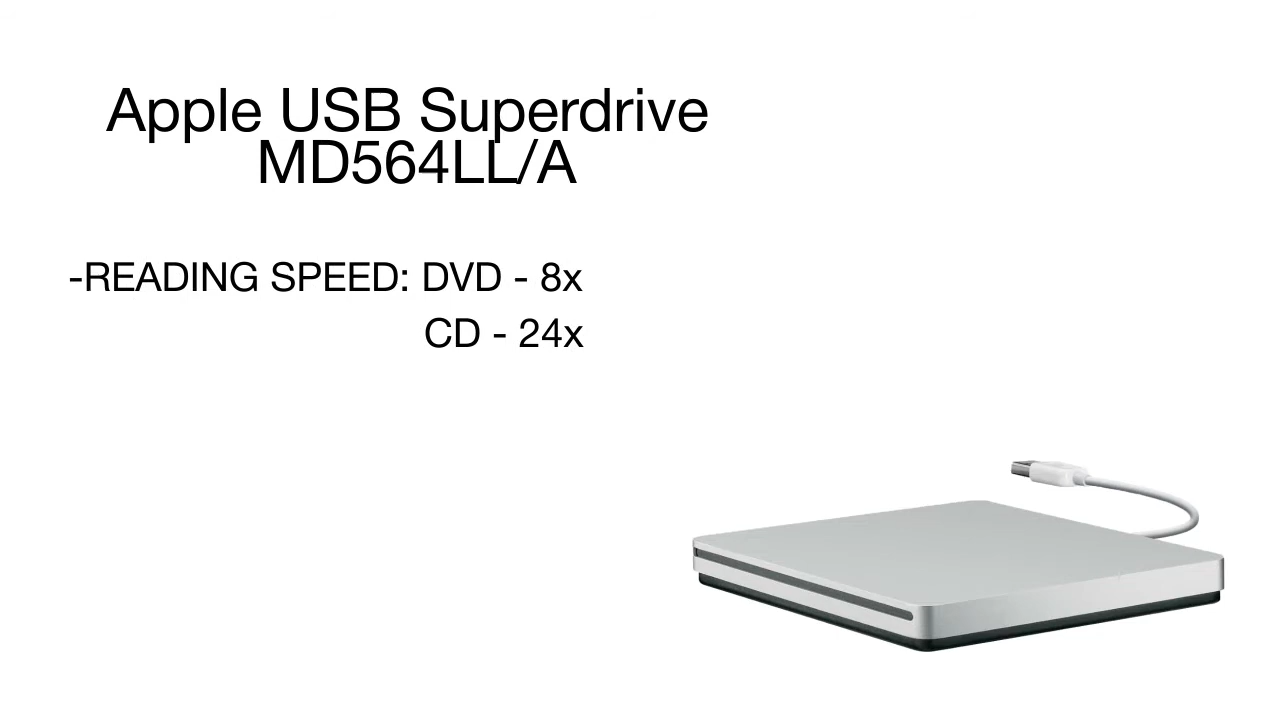 Apple USB Superdrive
MD564LL/A
-READING SPEED: DVD - 8x
CD - 24x